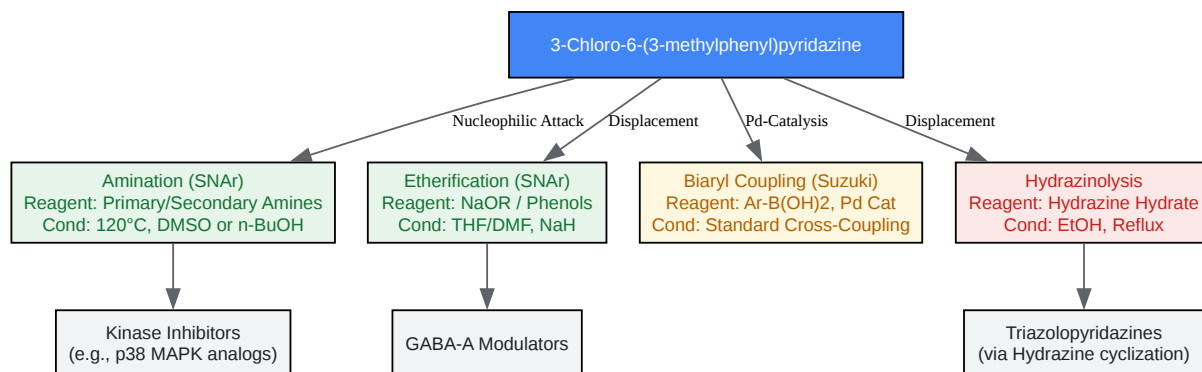 3-Chloro-6-(3-methylphenyl)pyridazine
Nucleophilic Attack
Displacement
Pd-Catalysis
Displacement
Amination (SNAr)
Reagent: Primary/Secondary Amines
Cond: 120°C, DMSO or n-BuOH
Etherification (SNAr)
Reagent: NaOR / Phenols
Cond: THF/DMF, NaH
Biaryl Coupling (Suzuki)
Reagent: Ar-B(OH)2, Pd Cat
Cond: Standard Cross-Coupling
Hydrazinolysis
Reagent: Hydrazine Hydrate
Cond: EtOH, Reflux
Kinase Inhibitors
(e.g., p38 MAPK analogs)
GABA-A Modulators
Triazolopyridazines
(via Hydrazine cyclization)